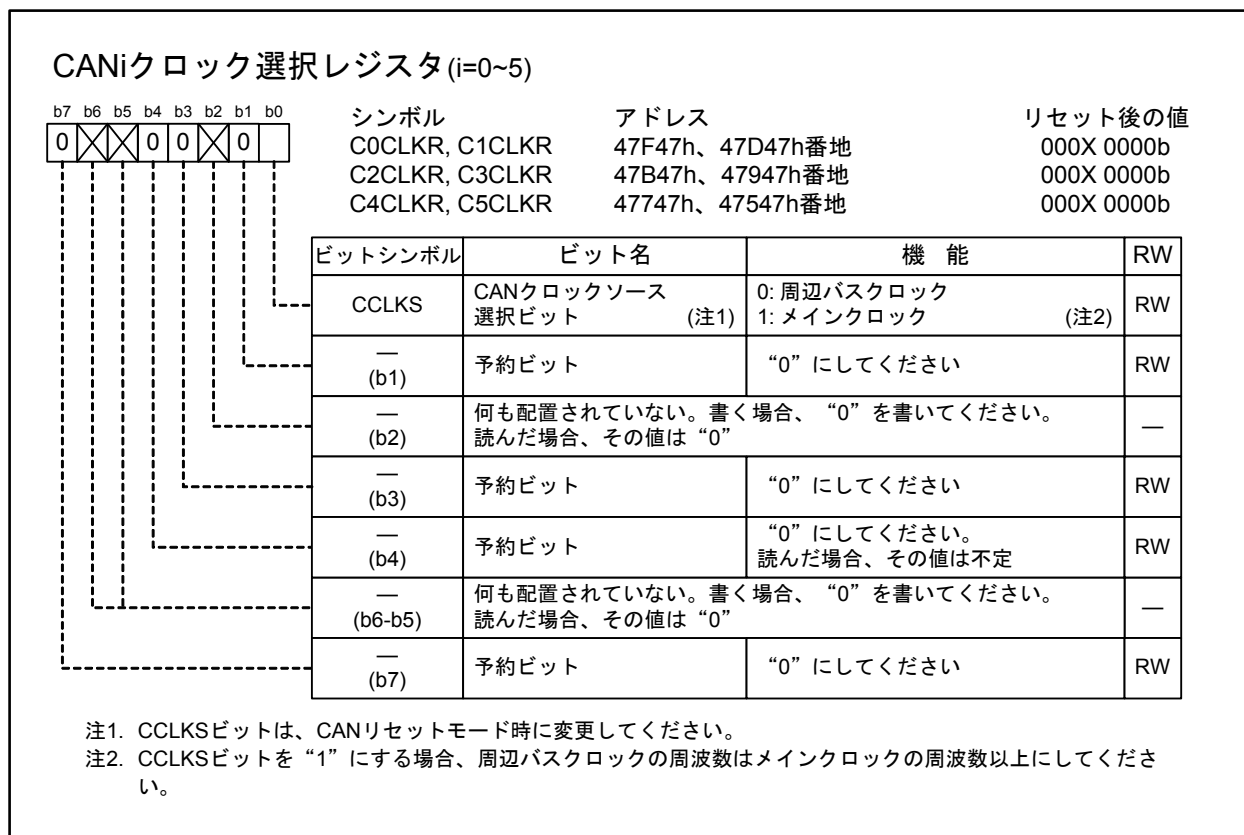 CANiクロック選択レジスタ(i=0~5)
b7 b6 b5 b4 b3 b2 b1 b0
0 0 0 0
シンボル アドレス リセット後の値
C0CLKR, C1CLKR 47F47h、47D47h番地 000X 0000b
C2CLKR, C3CLKR 47B47h、47947h番地 000X 0000b
C4CLKR, C5CLKR 47747h、47547h番地 000X 0000b
ビットシンボル ビット名 機 能 RW
CCLKS CANクロックソース 選択ビット (注1) 0: 周辺バスクロック 1: メインクロック (注2) RW
— (b1) 予約ビット “0”にしてください RW
— (b2) 何も配置されていない。書く場合、“0”を書いてください。 読んだ場合、その値は“0” —
— (b3) 予約ビット “0”にしてください RW
— (b4) 予約ビット “0”にしてください。 読んだ場合、その値は不定 RW
— (b6-b5) 何も配置されていない。書く場合、“0”を書いてください。 読んだ場合、その値は“0” —
— (b7) 予約ビット “0”にしてください RW
注1. CCLKSビットは、CANリセットモード時に変更してください。
注2. CCLKSビットを“1”にする場合、周辺バスクロックの周波数はメインクロックの周波数以上にしてくださ
い。